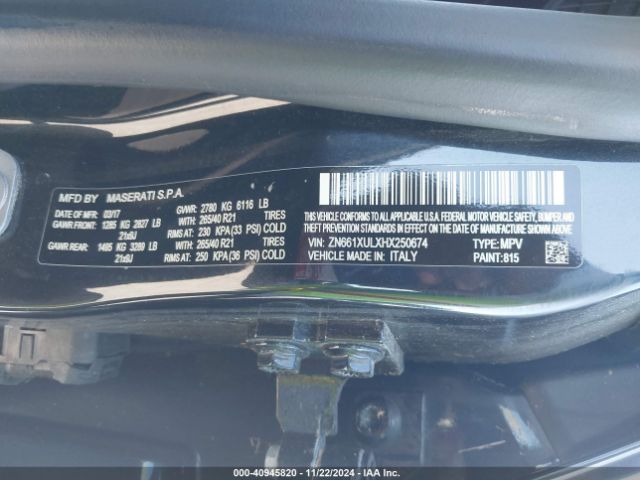 MFD BY MASERATI S.P.A.
DATE OF MFR: 03/17 GVWR: 2780 KG 6116 LB
GAWR FRONT: 1285 KG 2827 LB WITH 265/40 R21 TIRES
21x9J RIMS AT 230 KPA(33 PSI) COLD
GAWR REAR: 1495 KG 3289 LB WITH 265/40 R21 TIRES
21x9J RIMS AT 250 KPA(36 PSI) COLD
THIS VEHICLE CONFORMS TO ALL APPLICABLE
FEDERAL MOTOR VEHICLE SAFETY, BUMPER AND THEFT
PREVENTION STANDARDS IN EFFECT ON THE
DATE OF MANUFACTURE SHOWN ABOVE.
VIN: ZN661XULXHX250674 TYPE: MPV
VEHICLE MADE IN: ITALY PAINT: 815
000-40945820 - 11/22/2024 - IAAI.COM